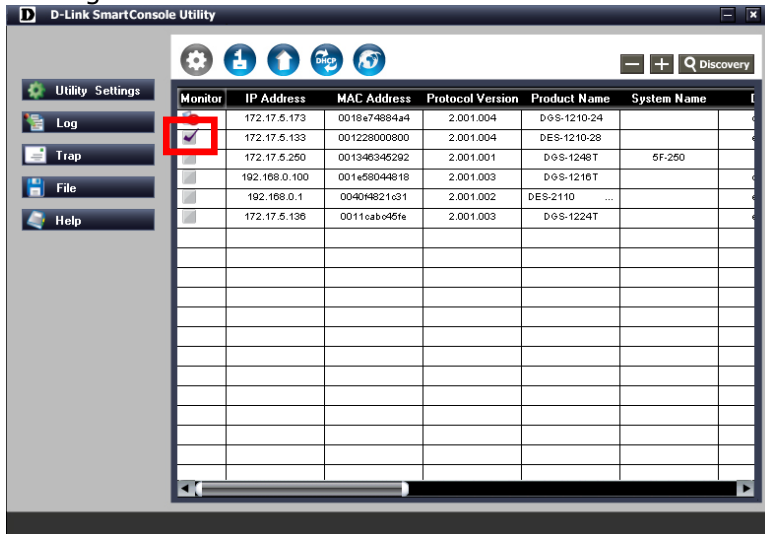 D-Link SmartConsole Utility
DHCP
Discovery
Utility Settings
Log
Trap
File
Help
Monitor IP Address MAC Address Protocol Version Product Name System Name
172.17.5.173 0018e74884a4 2.001.004 DGS-1210-24
172.17.5.133 001228000800 2.001.004 DES-1210-28
172.17.5.250 001346345292 2.001.001 DGS-1248T 5F-250
192.168.0.100 001e58044818 2.001.003 DGS-1216T
192.168.0.1 0040f4821c31 2.001.002 DES-2110 ...
172.17.5.136 0011cabc45fe 2.001.003 DGS-1224T